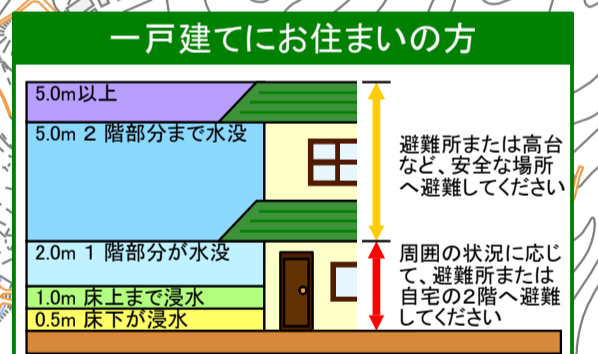 一戸建てにお住まいの方
5.0m以上
5.0m 2 階部分まで水没
避難所または高台
など、安全な場所
へ避難してください
2.0m 1 階部分が水没
1.0m 床上まで浸水
0.5m 床下が浸水
周囲の状況に応じ
て、避難所または
自宅の2階へ避難
してください